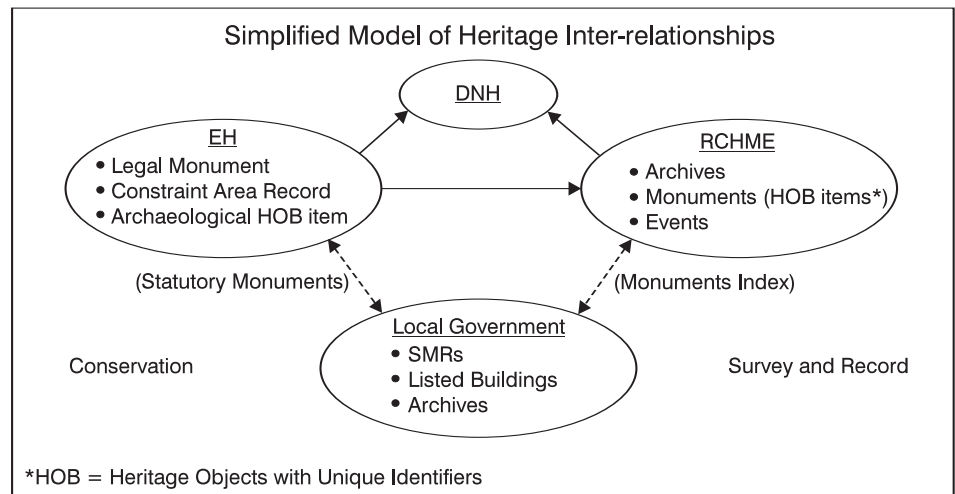 Simplified Model of Heritage Inter-relationships
DNH
EH
• Legal Monument
• Constraint Area Record
• Archaeological HOB item
RCHME
• Archives
• Monuments (HOB items*)
• Events
(Statutory Monuments)
(Monuments Index)
Local Government
• SMRs
• Listed Buildings
• Archives
Conservation
Survey and Record
*HOB = Heritage Objects with Unique Identifiers